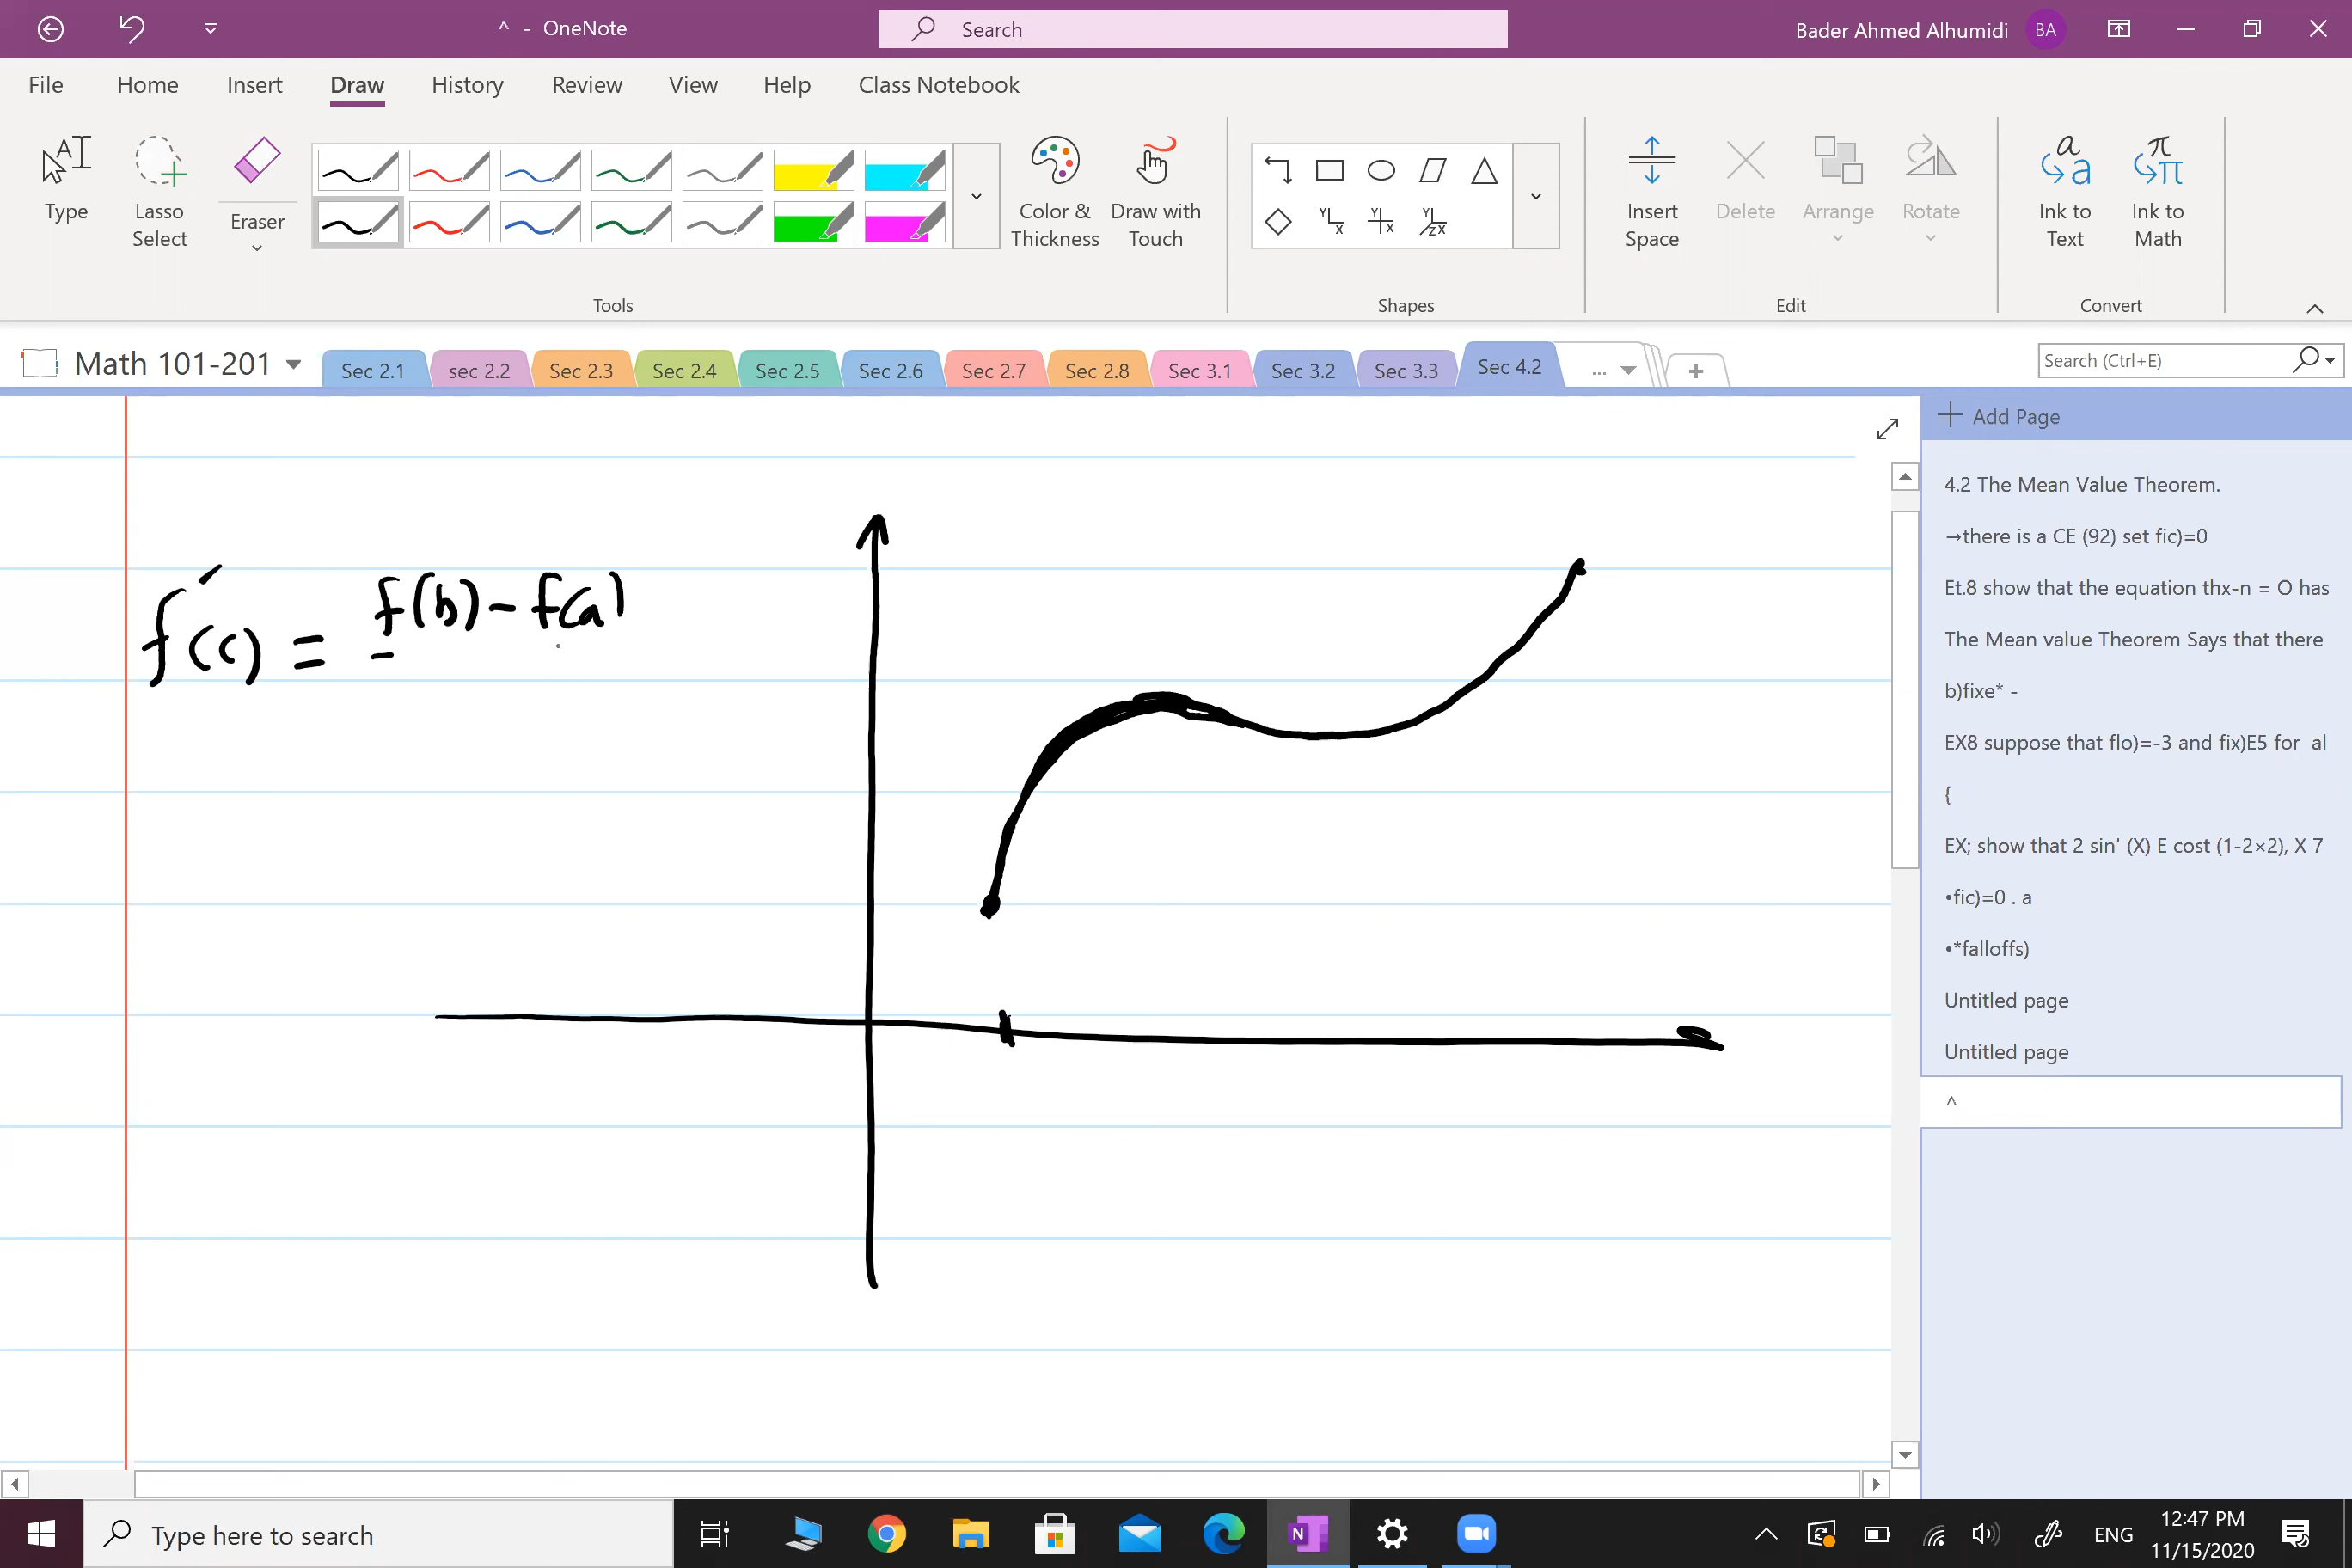 ^ - OneNote
Search
Bader Ahmed Alhumidi BA
File Home Insert Draw History Review View Help Class Notebook
Type
Lasso Select
Eraser
Color & Thickness
Draw with Touch
Insert Space
Delete
Arrange
Rotate
Ink to Text
Ink to Math
Tools
Shapes
Edit
Convert
Math 101-201
Sec 2.1 sec 2.2 Sec 2.3 Sec 2.4 Sec 2.5 Sec 2.6 Sec 2.7 Sec 2.8 Sec 3.1 Sec 3.2 Sec 3.3 Sec 4.2 ... +
Search (Ctrl+E)
f'(c) = f(b) - f(a)
Add Page
4.2 The Mean Value Theorem.
→there is a CE (92) set fic)=0
Et.8 show that the equation thx-n = O has
The Mean value Theorem Says that there
b)fixe* -
EX8 suppose that flo)=-3 and fix)E5 for al
{
EX; show that 2 sin' (X) E cost (1-2×2), X 7
•fic)=0 . a
•*falloffs)
Untitled page
Untitled page
^
Type here to search
ENG
12:47 PM
11/15/2020